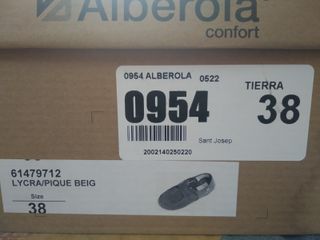 Alberola
confort
0954 ALBEROLA 0522
TIERRA
0954 38
Sant Josep
2002140250220
61479712
LYCRA/PIQUE BEIG
Size
38